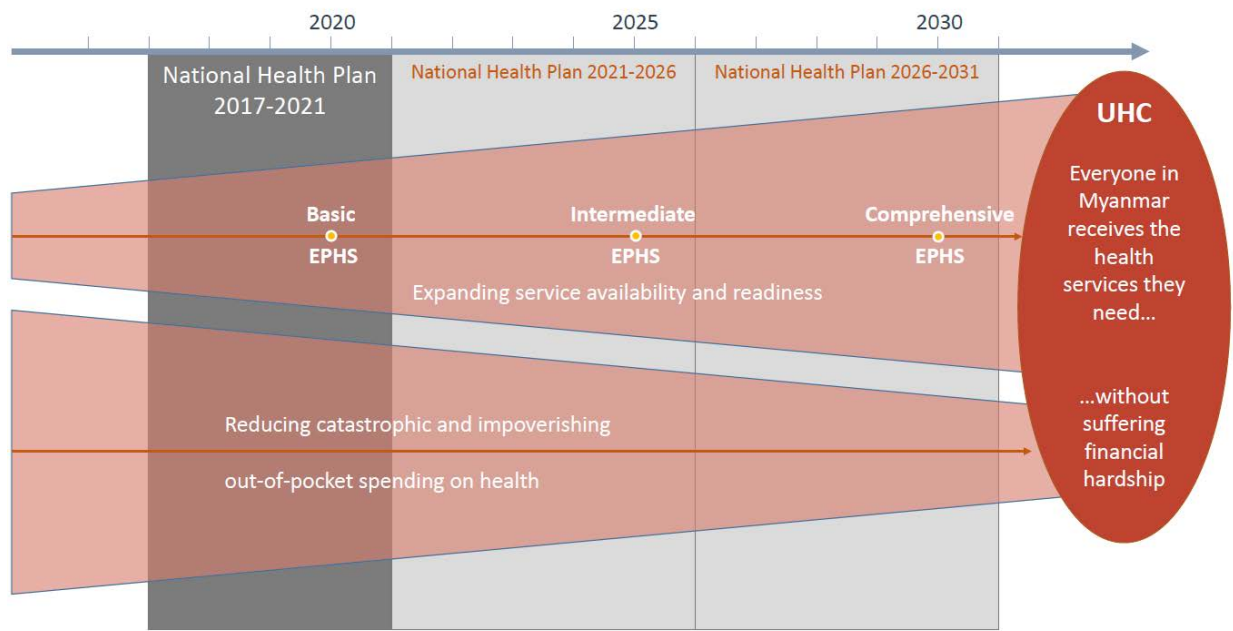 2020
2025
2030
National Health Plan
2017-2021
National Health Plan 2021-2026
National Health Plan 2026-2031
UHC
Everyone in
Myanmar
receives the
health
services they
need...
...without
suffering
financial
hardship
Basic
EPHS
Intermediate
EPHS
Comprehensive
EPHS
Expanding service availability and readiness
Reducing catastrophic and impoverishing
out-of-pocket spending on health